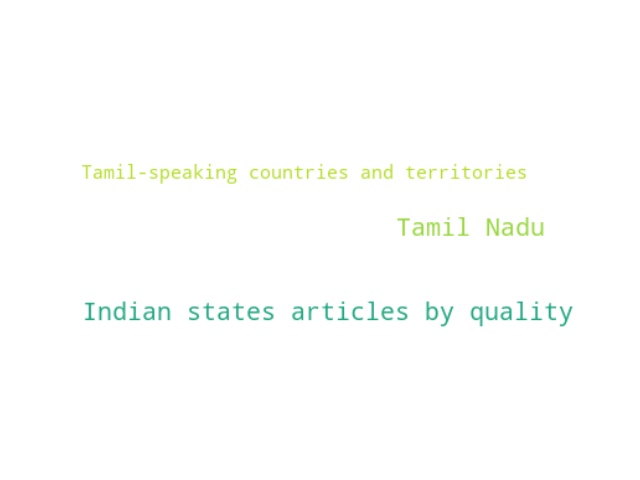 Tamil-speaking countries and territories
Tamil Nadu
Indian states articles by quality